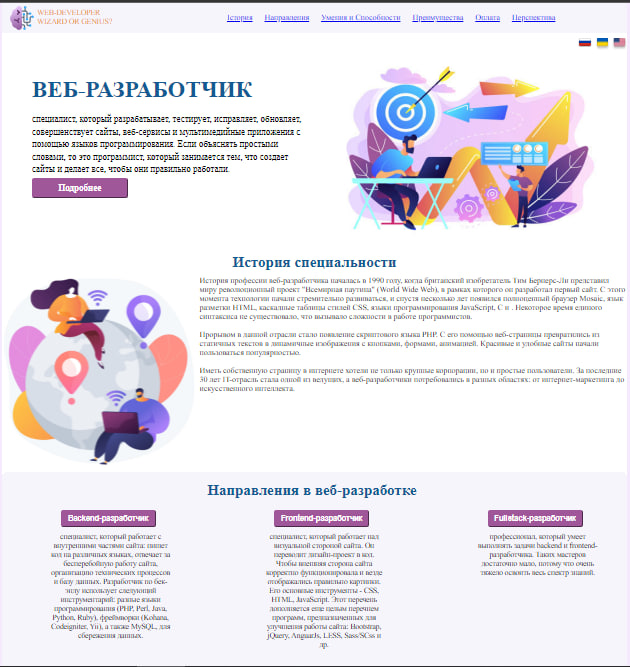 WEB-DEVELOPER
WIZARD OR GENIUS?
Історія Направления Умения и Способности Преимущества Оплата Перспектива
ВЕБ-РАЗРАБОТЧИК
специалист, который разрабатывает, тестирует, исправляет, обновляет,
совершенствует сайты, веб-сервисы и мультимедийные приложения с
помощью языков программирования. Если объяснять простыми
словами, то это программист, который занимается тем, что создает
сайты и делает все, чтобы они правильно работали.
Подробнее
История специальности
История профессии веб-разработчика началась в 1990 году, когда британский изобретатель Тим Бернерс-Ли представил
миру революционный проект "Всемирная паутина" (World Wide Web), в рамках которого он разработал первый сайт. С этого
момента технологии начали стремительно развиваться, и спустя несколько лет появился полноценный браузер Mosaic, язык
разметки HTML, каскадные таблицы стилей CSS, языки программирования JavaScript, C и . Некоторое время единого
синтаксиса не существовало, что вызывало сложности в работе программистов.
Прорывом в данной отрасли стало появление скриптового языка PHP. С его помощью веб-страницы превратились из
статичных текстов в динамичные изображения с кнопками, формами, анимацией. Красивые и удобные сайты начали
пользоваться популярностью.
Иметь собственную страницу в интернете хотели не только крупные корпорации, но и простые пользователи. За последние
30 лет IT-отрасль стала одной из ведущих, а веб-разработчики потребовались в разных областях: от интернет-маркетинга до
искусственного интеллекта.
Направления в веб-разработке
Backend-разработчик
специалист, который работает с
внутренними частями сайта: пишет
код на различных языках, отвечает за
бесперебойную работу сайта,
организацию технических процессов
и базу данных. Разработчик по бек-
энду использует следующий
инструментарий: разные языки
программирования (PHP, Perl, Java,
Python, Ruby), фреймворки (Kohana,
Codeigniter, Yii), а также MySQL, для
сбережения данных.
Frontend-разработчик
специалист, который работает над
визуальной стороной сайта. Он
переводит дизайн-проект в код.
Чтобы внешняя сторона сайта
корректно функционировала и везде
отображались правильно картинки.
Его основные инструменты - CSS,
HTML, JavaScript. Этот перечень
дополняется еще целым перечнем
программ, предназначенных для
улучшения работы сайта: Bootstrap,
jQuery, AnguarJs, LESS, Sass/SCss и
др.
Fullstack-разработчик
профессионал, который умеет
выполнять задачи backend и frontend-
разработчика. Таких мастеров
достаточно мало, потому что очень
тяжело освоить весь спектр знаний.